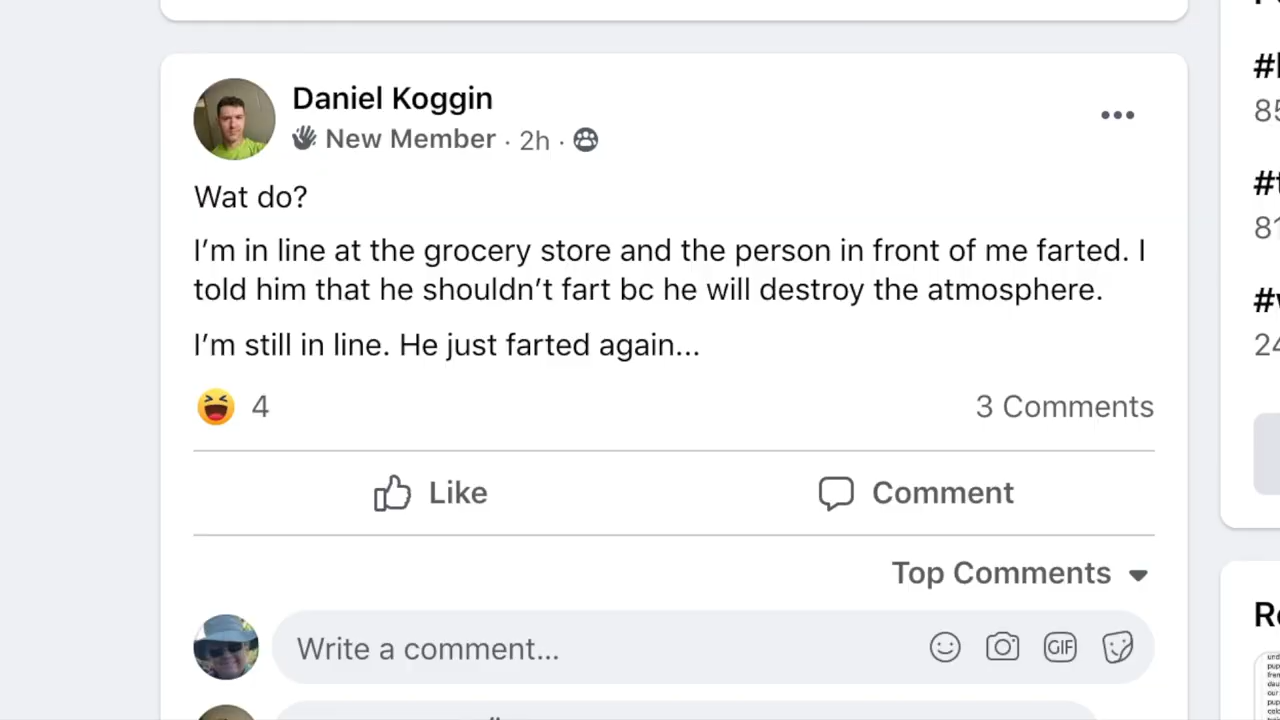 Daniel Koggin
New Member · 2h ·
Wat do?
I'm in line at the grocery store and the person in front of me farted. I
told him that he shouldn't fart bc he will destroy the atmosphere.
I'm still in line. He just farted again...
4
3 Comments
Like
Comment
Top Comments
Write a comment...
GIF